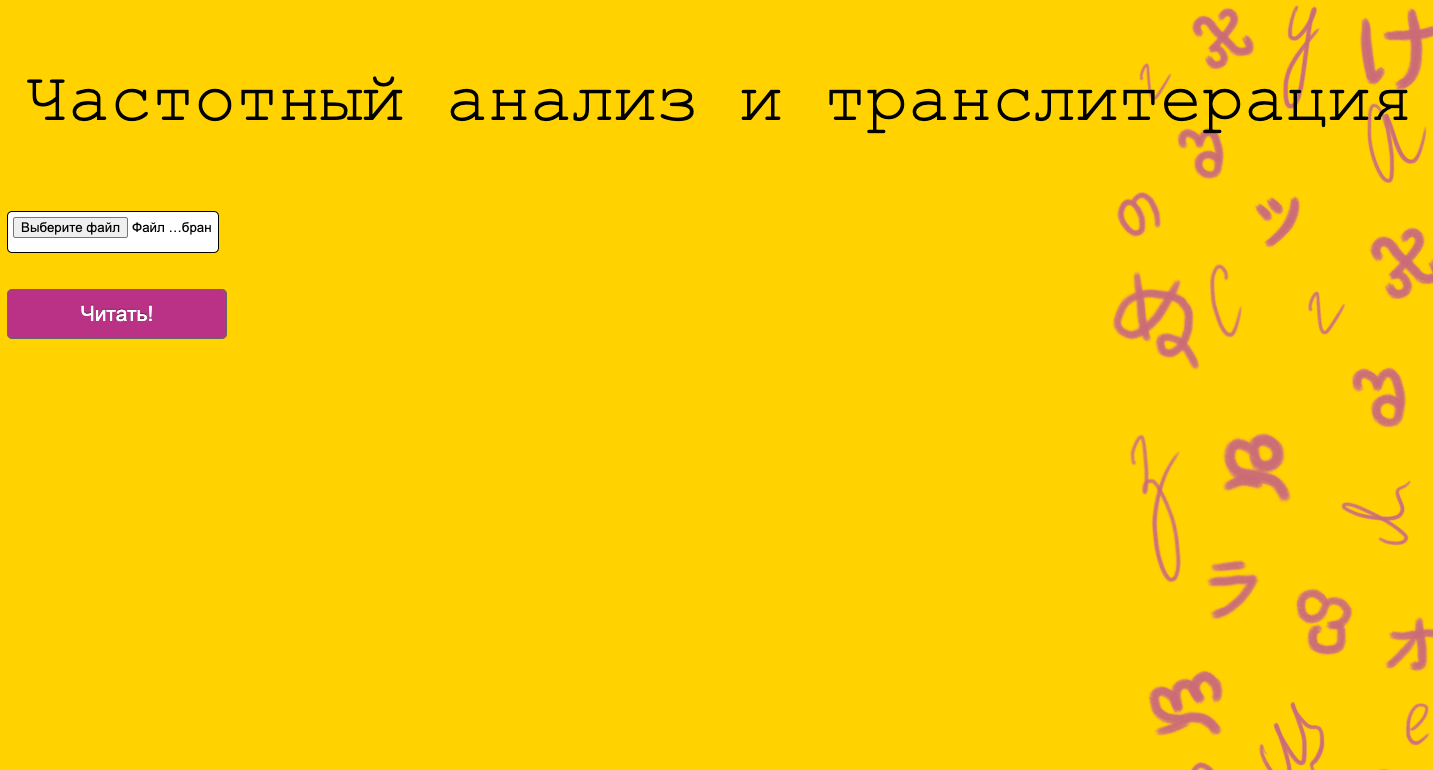 Частотный анализ и транслитерация
Выберите файл Файл ...бран
Читать!